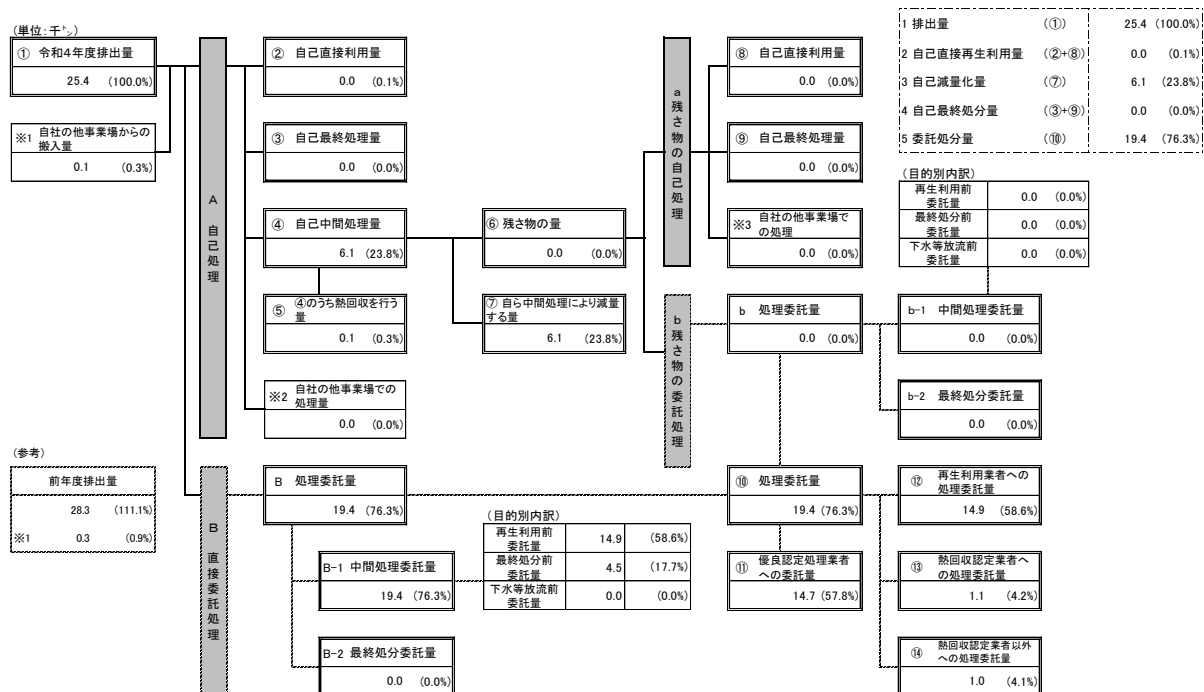 (単位:千㌧)
① 令和4年度排出量
25.4 (100.0%)
※1 自社の他事業場からの
搬入量
0.1 (0.3%)
A 自己処理
② 自己直接利用量
0.0 (0.1%)
③ 自己最終処理量
0.0 (0.0%)
④ 自己中間処理量
6.1 (23.8%)
⑤ ④のうち熱回収を行う
量
0.1 (0.3%)
※2 自社の他事業場での
処理量
0.0 (0.0%)
⑥ 残さ物の量
0.0 (0.0%)
⑦ 自ら中間処理により減量
する量
6.1 (23.8%)
a 残さ物の自己処理
⑧ 自己直接利用量
0.0 (0.0%)
⑨ 自己最終処理量
0.0 (0.0%)
※3 自社の他事業場で
の処理
0.0 (0.0%)
1 排出量 (①) 25.4 (100.0%)
2 自己直接再生利用量 (②+⑧) 0.0 (0.1%)
3 自己減量化量 (⑦) 6.1 (23.8%)
4 自己最終処分量 (③+⑨) 0.0 (0.0%)
5 委託処分量 (⑩) 19.4 (76.3%)
(目的別内訳)
再生利用前
委託量 0.0 (0.0%)
最終処分前
委託量 0.0 (0.0%)
下水等放流前
委託量 0.0 (0.0%)
b 残さ物の委託処理
b 処理委託量
0.0 (0.0%)
b-1 中間処理委託量
0.0 (0.0%)
b-2 最終処分委託量
0.0 (0.0%)
(参考)
前年度排出量
28.3 (111.1%)
※1 0.3 (0.9%)
B 直接委託処理
B 処理委託量
19.4 (76.3%)
B-1 中間処理委託量
19.4 (76.3%)
B-2 最終処分委託量
0.0 (0.0%)
(目的別内訳)
再生利用前
委託量 14.9 (58.6%)
最終処分前
委託量 4.5 (17.7%)
下水等放流前
委託量 0.0 (0.0%)
⑩ 処理委託量
19.4 (76.3%)
⑪ 優良認定処理業者
への委託量
14.7 (57.8%)
⑫ 再生利用業者への
処理委託量
14.9 (58.6%)
⑬ 熱回収認定業者へ
の処理委託量
1.1 (4.2%)
⑭ 熱回収認定業者以外
への処理委託量
1.0 (4.1%)